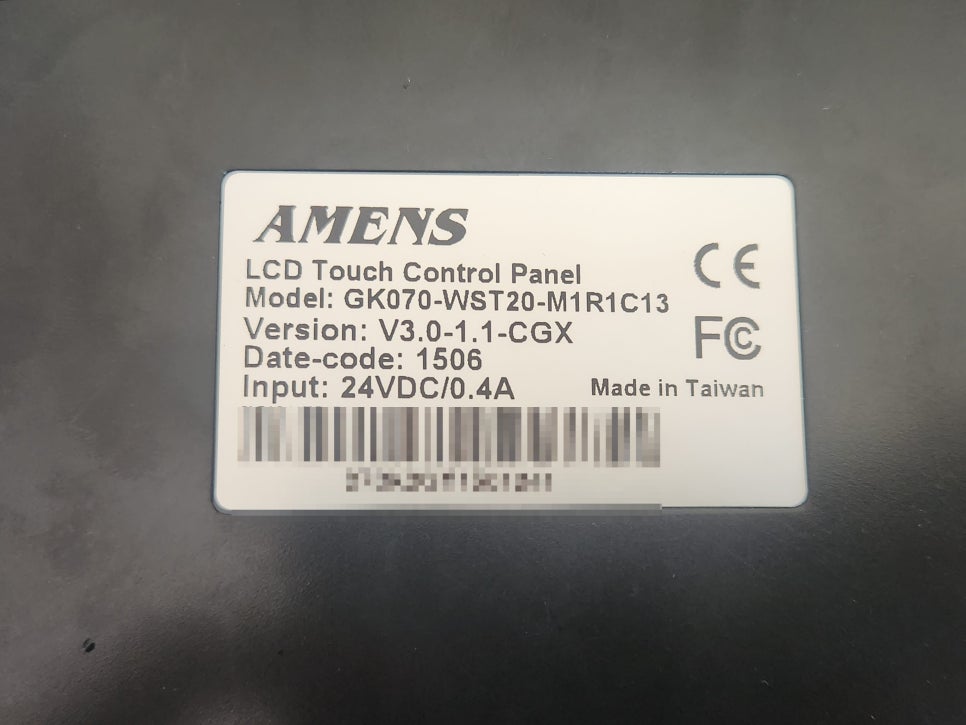 AMENS
LCD Touch Control Panel
Model: GK070-WST20-M1R1C13
Version: V3.0-1.1-CGX
Date-code: 1506
Input: 24VDC/0.4A
CE
FC
Made in Taiwan